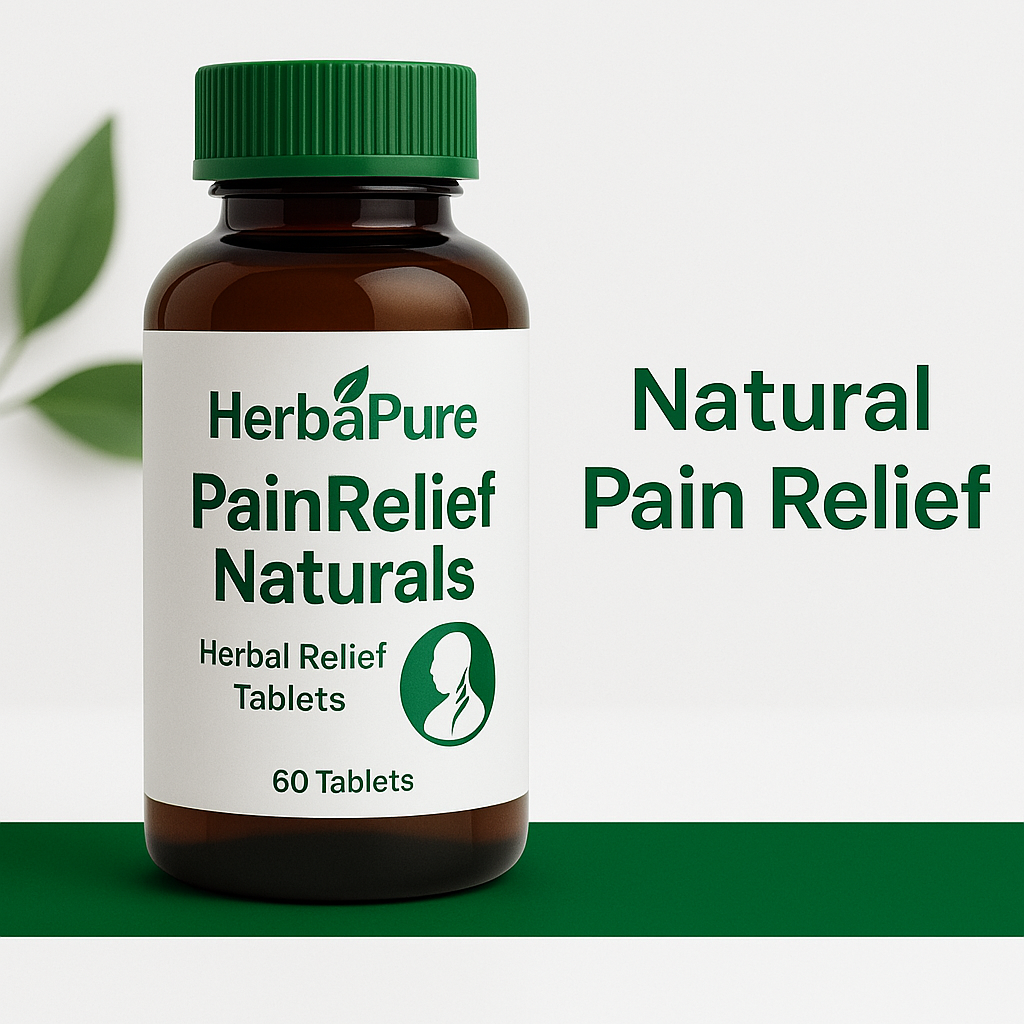 HerbaPure
PainRelief
Naturals
Herbal Relief
Tablets
60 Tablets
Natural
Pain Relief